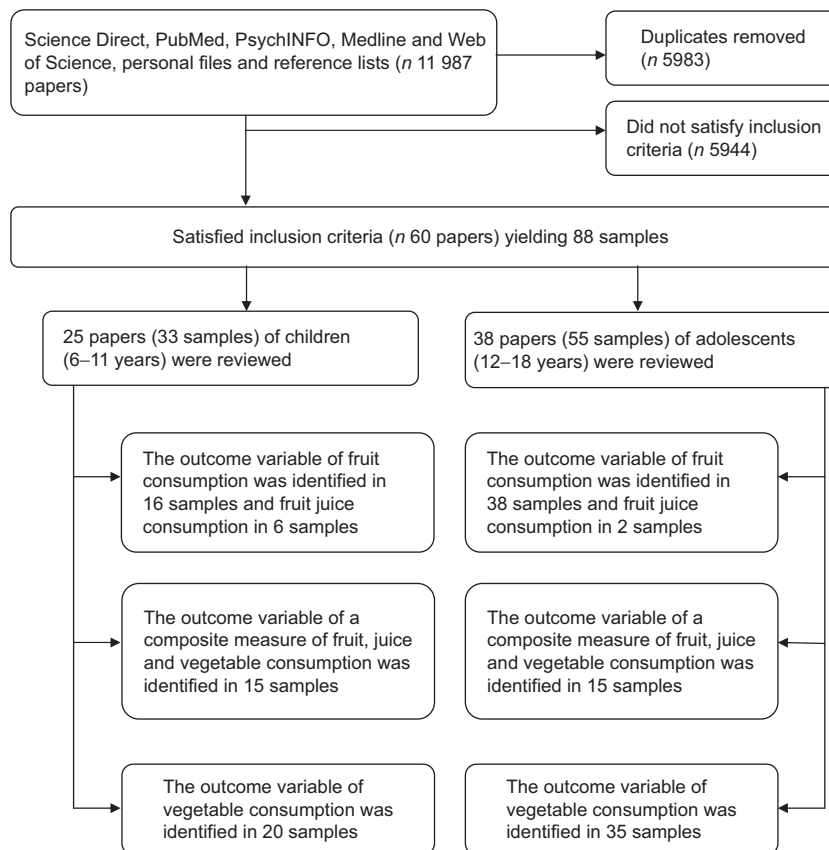 Science Direct, PubMed, PsychINFO, Medline and Web
of Science, personal files and reference lists (n 11 987
papers)
Duplicates removed
(n 5983)
Did not satisfy inclusion
criteria (n 5944)
Satisfied inclusion criteria (n 60 papers) yielding 88 samples
25 papers (33 samples) of children
(6–11 years) were reviewed
38 papers (55 samples) of adolescents
(12–18 years) were reviewed
The outcome variable of fruit
consumption was identified in
16 samples and fruit juice
consumption in 6 samples
The outcome variable of fruit
consumption was identified in
38 samples and fruit juice
consumption in 2 samples
The outcome variable of a
composite measure of fruit, juice
and vegetable consumption was
identified in 15 samples
The outcome variable of a
composite measure of fruit, juice
and vegetable consumption was
identified in 15 samples
The outcome variable of
vegetable consumption was
identified in 20 samples
The outcome variable of
vegetable consumption was
identified in 35 samples